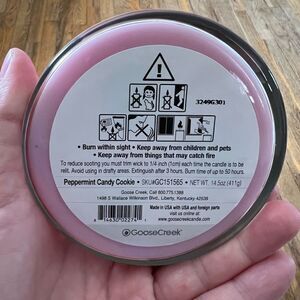 32496301
• Burn within sight • Keep away from children and pets
• Keep away from things that may catch fire
To reduce sooting you must trim wick to 1/4 inch (1cm) each time the candle is to be
relit. Avoid using in drafty areas. Extinguish after 3 hours. Burn time of up to 50 hours.
Peppermint Candy Cookie • SKU#GC151565 • NET WT. 14.5oz (411g)
Goose Creek, Call 800.775.1388
1498 S Wallace Wilkinson Blvd., Liberty, Kentucky 42539
Made in USA with USA and
visit us online at:
www.goosecreekcandle.com
GooseCreek